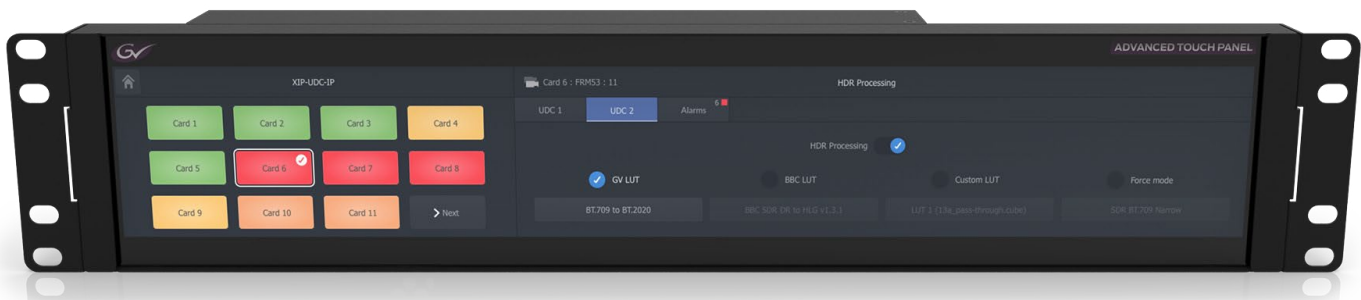 GV
ADVANCED TOUCH PANEL
XIP-UDC-IP
Card 6 : FRM53 : 11
HDR Processing
Card 1
Card 2
Card 3
Card 4
UDC 1
UDC 2
Alarms
6
HDR Processing
Card 5
Card 6
Card 7
Card 8
GV LUT
BBC LUT
Custom LUT
Force mode
Card 9
Card 10
Card 11
Next
BT.709 to BT.2020
BBC SDR DR to HLG v1.3.)
LUT 1 (13a_pass-through.cube)
SDR BT.709 Narrow